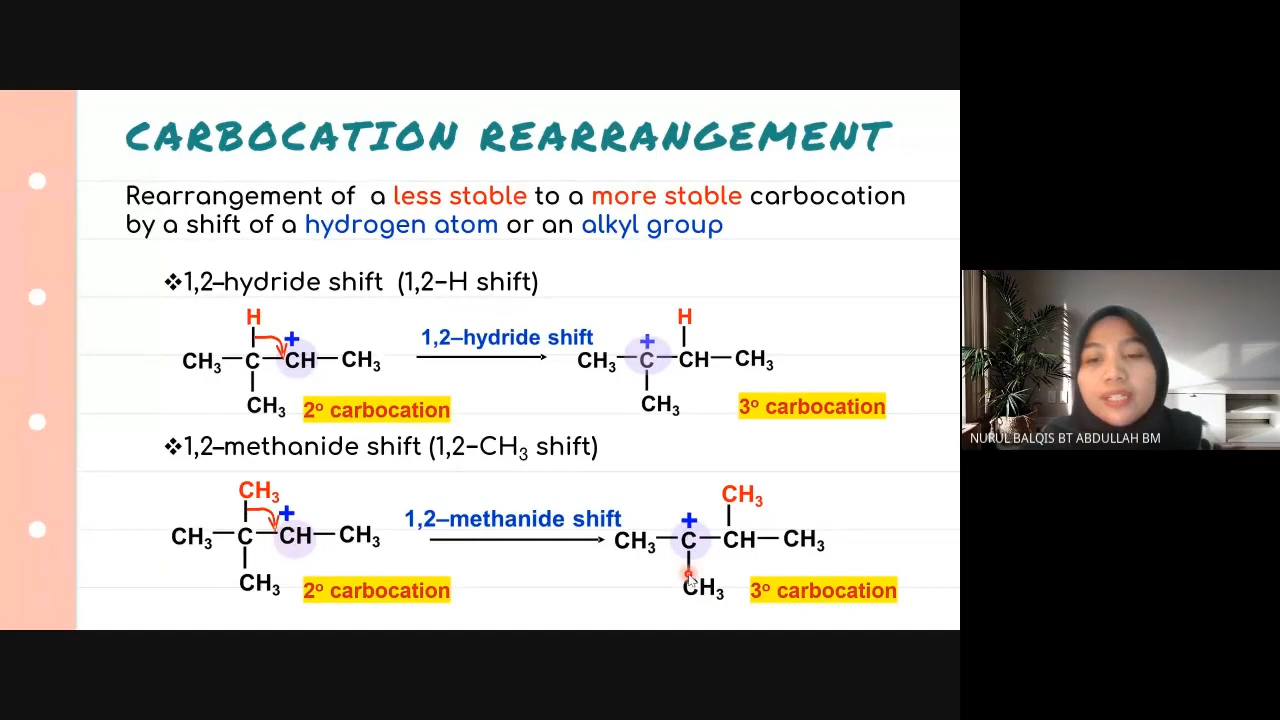 CARBOCATION REARRANGEMENT
Rearrangement of a less stable to a more stable carbocation
by a shift of a hydrogen atom or an alkyl group
❖1,2–hydride shift (1,2–H shift)
H
+
CH₃—C—CH—CH₃
CH₃
2° carbocation
1,2–hydride shift
H
+
CH₃—C—CH—CH₃
CH₃
3° carbocation
❖1,2–methanide shift (1,2–CH₃ shift)
CH₃
+
CH₃—C—CH—CH₃
CH₃
2° carbocation
1,2–methanide shift
CH₃
+
CH₃—C—CH—CH₃
CH₃
3° carbocation
NURUL BALQIS BT ABDULLAH BM